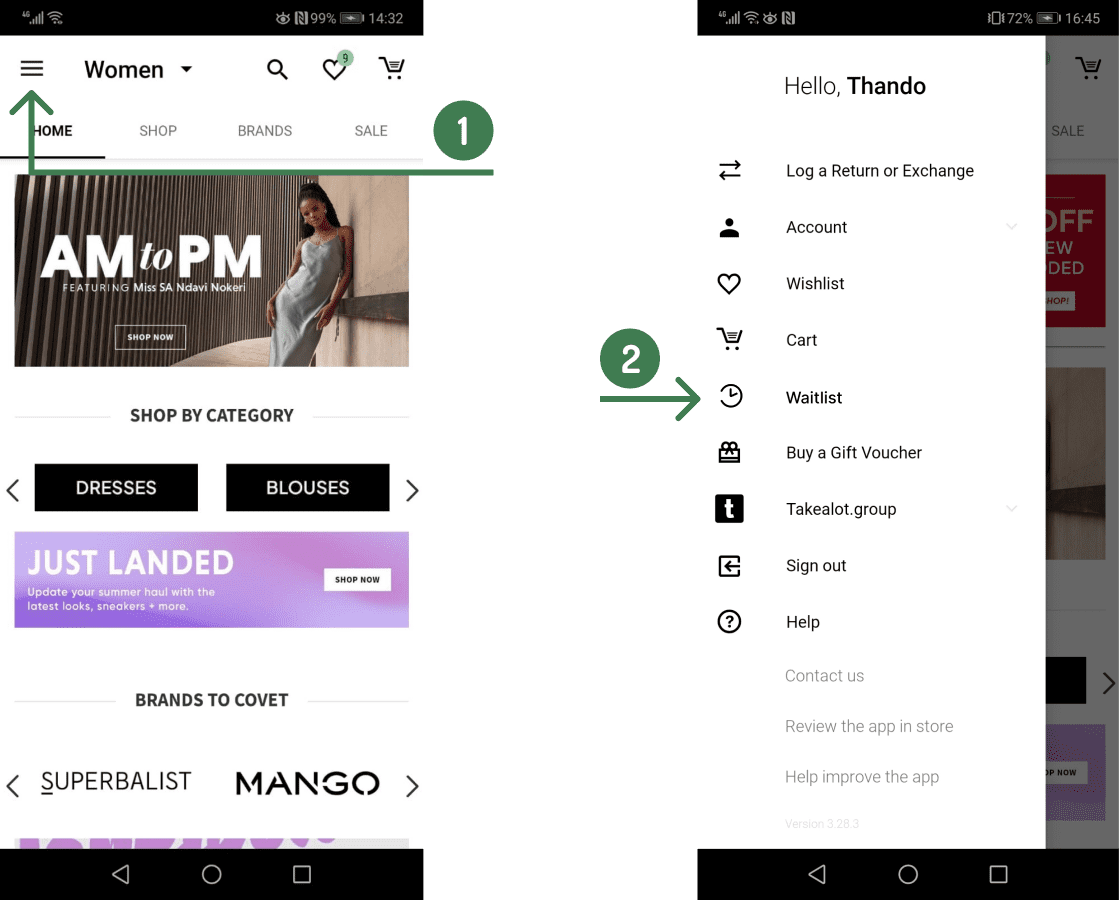 4G 99% 14:32
Women 9
HOME SHOP BRANDS SALE
1
AM to PM
FEATURING Miss SA Ndavi Nokeri
SHOP NOW
SHOP BY CATEGORY
DRESSES BLOUSES
JUST LANDED
Update your summer haul with the
latest looks, sneakers + more.
SHOP NOW
BRANDS TO COVET
SUPERBALIST MANGO
4G 72% 16:45
Hello, Thando
Log a Return or Exchange
Account
Wishlist
Cart
2
Waitlist
Buy a Gift Voucher
t Takealot.group
Sign out
? Help
Contact us
Review the app in store
Help improve the app
Version 3.28.3
SALE
OFF
EW
DED
HOP!
OP NOW